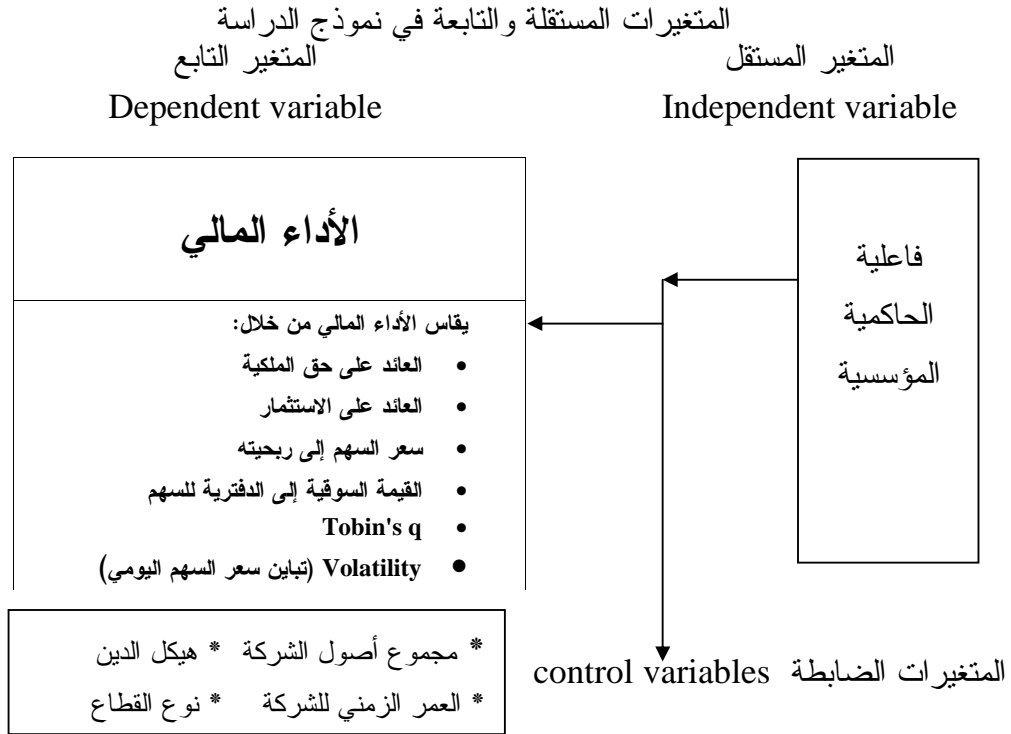 المتغيرات المستقلة والتابعة في نموذج الدراسة
المتغير المستقل
المتغير التابع
Independent variable
Dependent variable
فاعلية
الحاكمية
المؤسسية
الأداء المالي
يقاس الأداء المالي من خلال:
• العائد على حق الملكية
• العائد على الاستثمار
• سعر السهم إلى ربحيته
• القيمة السوقية إلى الدفترية للسهم
• Tobin's q
• Volatility (تباين سعر السهم اليومي)
المتغيرات الضابطة control variables
* مجموع أصول الشركة * هيكل الدين
* العمر الزمني للشركة * نوع القطاع